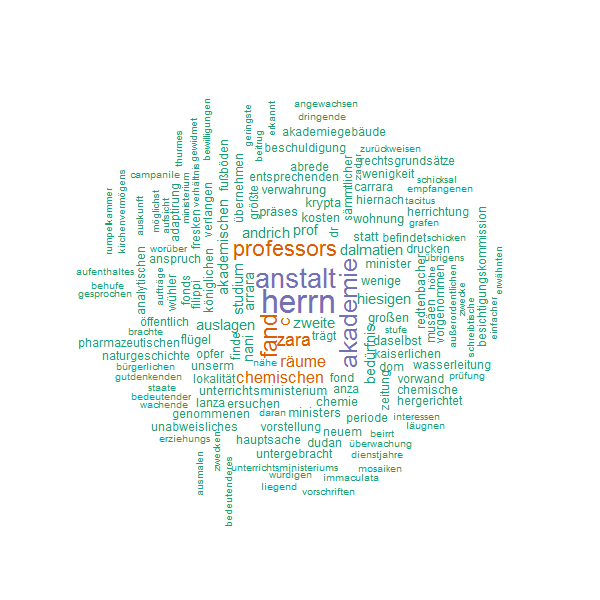 angewachsen
dringende
akademiegebäude
beschuldigung
zurückweisen
abrede
rechtsgrundsätze
entsprechenden
wenigkeit
schicksal
verwahrung
carrara
empfangenen
krypta
hiernach
tacitus
präses
kosten
wohnung
herrichtung
grafen
andrich
prof
statt
befindet
schicken
professors
dalmatien
drucken
übrigens
minister
anstalt
wenige
herrn
hiesigen
großen
zweite
stufe
auslagen
zara
trägt
daselbst
räume
nähe
kaiserlichen
dom
wasserleitung
chemischen
fond
vorwand
prüfung
unterrichtsministerium
anza
chemische
lanza
ersuchen
chemie
hergerichtet
genommenen
daran
ministers
periode
interessen
unabweisliches
vorstellung
neuem
beirrt
läugnen
erziehungs
hauptsache
dudan
überwachung
untergebracht
dienstjahre
unterrichtsministeriums
mosaiken
würdigen
immaculata
liegend
vorschriften
campanile
worüber
anspruch
aufenthaltes
behufe
gesprochen
öffentlich
brachte
flügel
pharmazeutischen
naturgeschichte
opfer
bürgerlichen
unserm
gutdenkenden
lokalität
staate
bedeutender
wachende
rumpelkammer
kirchenvermögens
auskunft
möglichst
aufsicht
thurmes
adaptirung
ministerium
verhältnis
gewidmet
bewilligungen
fresken
verlangen
fußböden
akademischen
übernehmen
geringste
größte
beitrug
erkannt
analytischen
aufträge
wühler
fonds
filippi
königlichen
studium
arrara
nani
finde
fand
c
dr
sämmtlicher
zadar
akademie
bedürfnis
zeitung
redtenbacher
musäen
höhe
vorgenommen
außerordentlichen
zwecke
schreibtische
besichtigungskommission
einfacher
erwähnten
ausmalen
zwecken
bedeutenderes